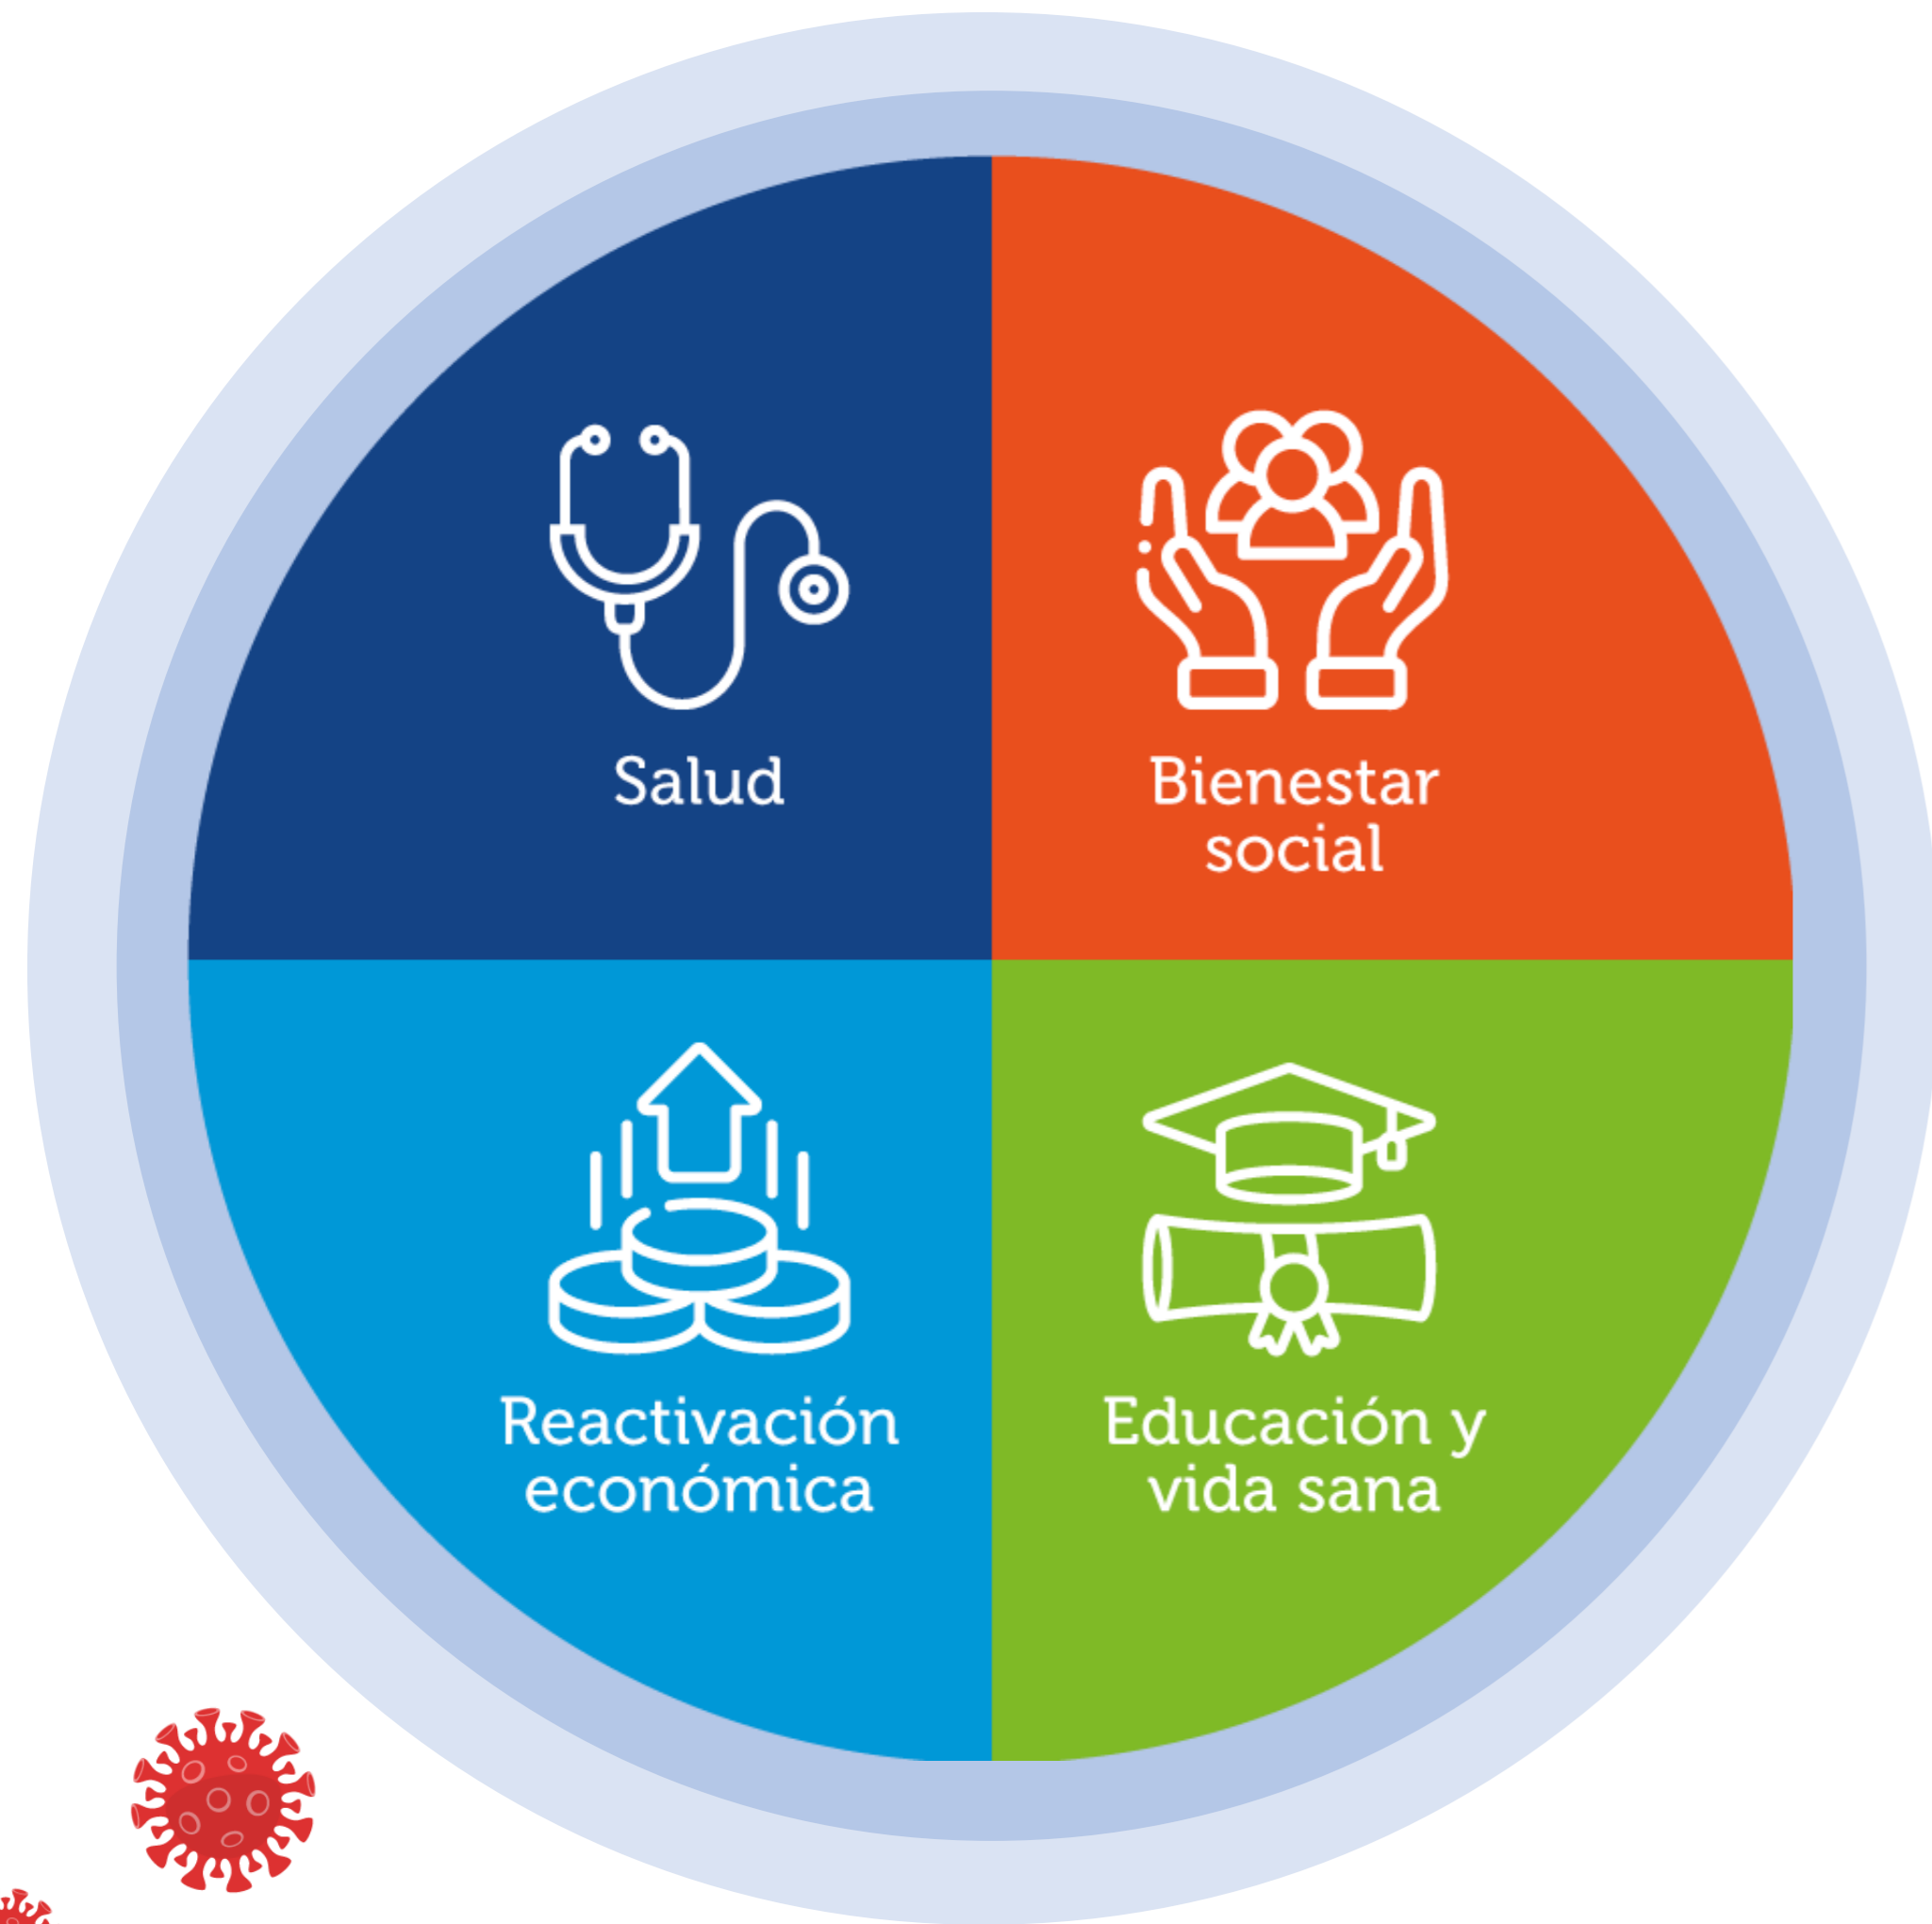 Salud
Bienestar
social
Reactivación
económica
Educación y
vida sana